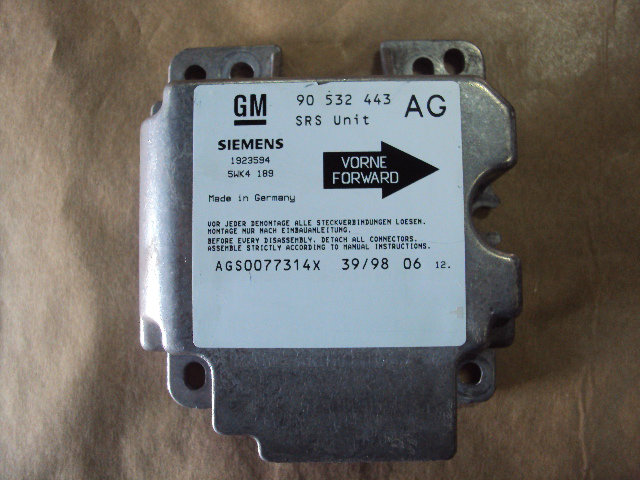 GM 90 532 443 AG
SRS Unit
SIEMENS
1923594
5WK4 189
VORNE
FORWARD
Made in Germany
VOR JEDER DEMONTAGE ALLE STECKVERBINDUNGEN LOESEN.
MONTAGE NUR NACH EINBAUANLEITUNG.
BEFORE EVERY DISASSEMBLY, DETACH ALL CONNECTORS.
ASSEMBLE STRICTLY ACCORDING TO MANUAL INSTRUCTIONS.
AGS0077314X 39/98 06 12.